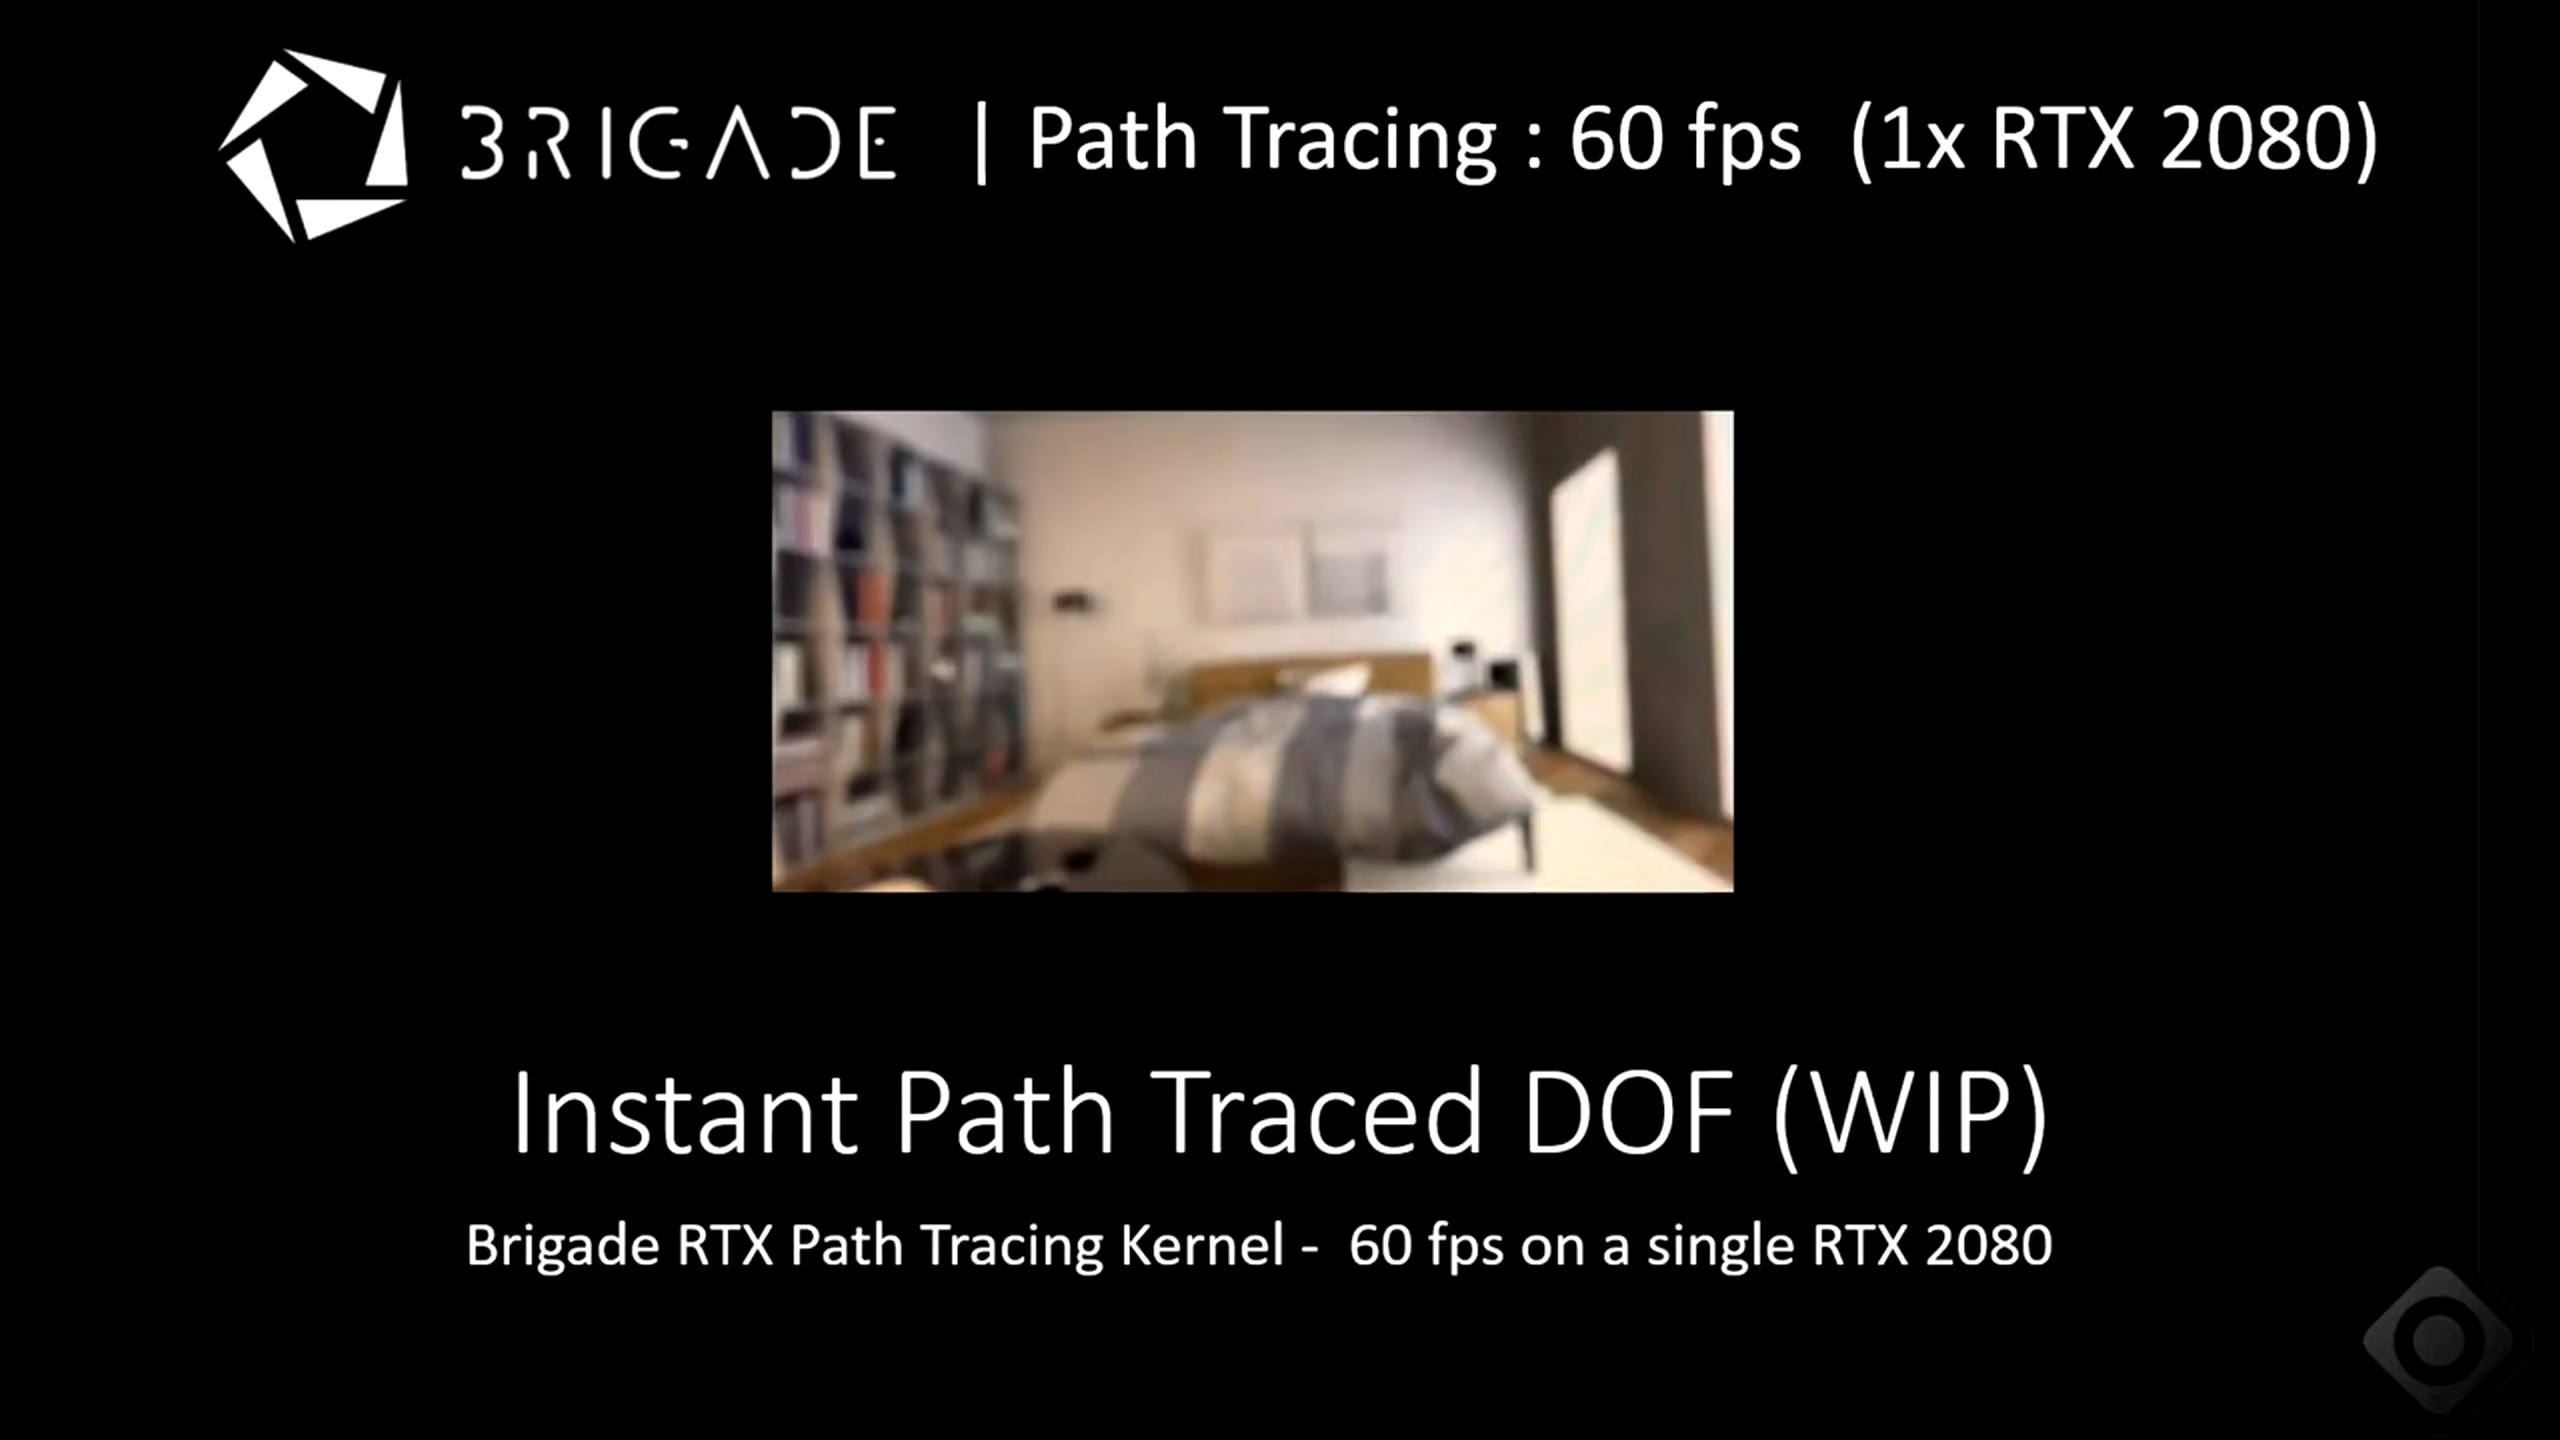 BRIGADE | Path Tracing : 60 fps (1x RTX 2080)
Instant Path Traced DOF (WIP)
Brigade RTX Path Tracing Kernel - 60 fps on a single RTX 2080